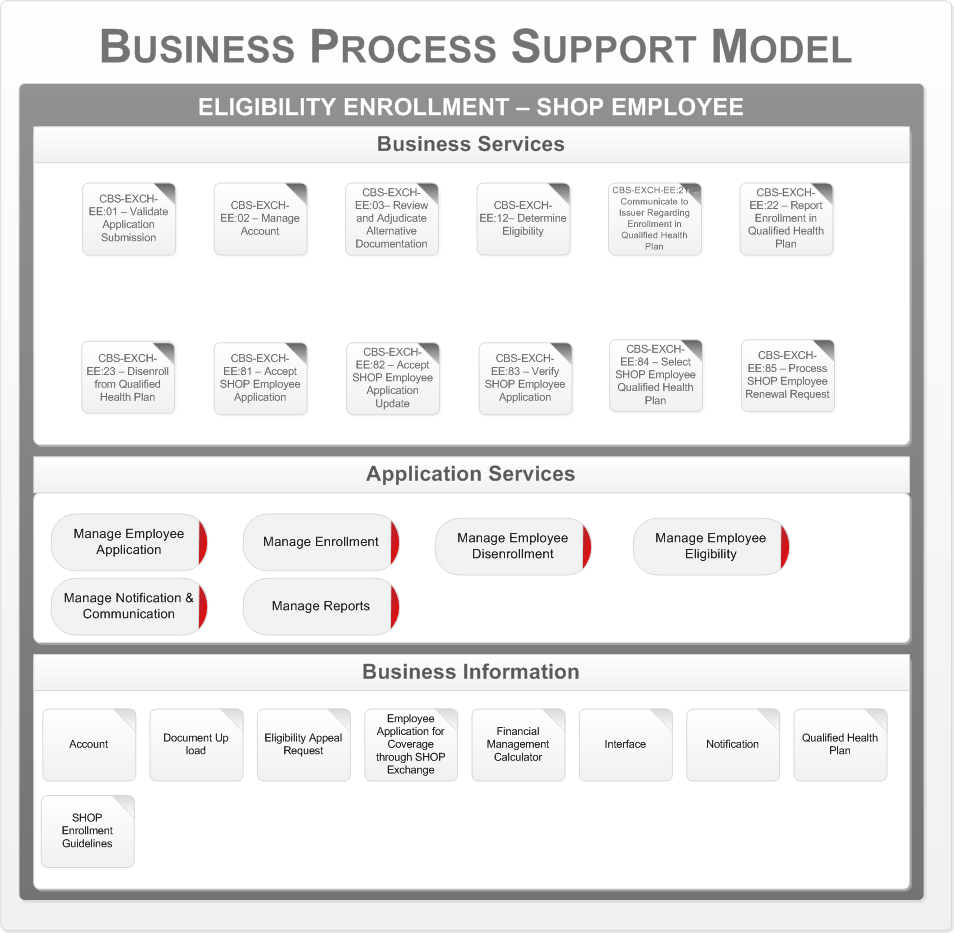 BUSINESS PROCESS SUPPORT MODEL
ELIGIBILITY ENROLLMENT – SHOP EMPLOYEE
Business Services
CBS-EXCH-
EE:01 – Validate
Application
Submission
CBS-EXCH-
EE:02 – Manage
Account
CBS-EXCH-
EE:03– Review
and Adjudicate
Alternative
Documentation
CBS-EXCH-
EE:12– Determine
Eligibility
CBS-EXCH-EE:21 –
Communicate to
Issuer Regarding
Enrollment in
Qualified Health
Plan
CBS-EXCH-
EE:22 – Report
Enrollment in
Qualified Health
Plan
CBS-EXCH-
EE:23 – Disenroll
from Qualified
Health Plan
CBS-EXCH-
EE:81 – Accept
SHOP Employee
Application
CBS-EXCH-
EE:82 – Accept
SHOP Employee
Application
Update
CBS-EXCH-
EE:83 – Verify
SHOP Employee
Application
CBS-EXCH-
EE:84 – Select
SHOP Employee
Qualified Health
Plan
CBS-EXCH-
EE:85 – Process
SHOP Employee
Renewal Request
Application Services
Manage Employee
Application
Manage Enrollment
Manage Employee
Disenrollment
Manage Employee
Eligibility
Manage Notification &
Communication
Manage Reports
Business Information
Account
Document Up
load
Eligibility Appeal
Request
Employee
Application for
Coverage
through SHOP
Exchange
Financial
Management
Calculator
Interface
Notification
Qualified Health
Plan
SHOP
Enrollment
Guidelines